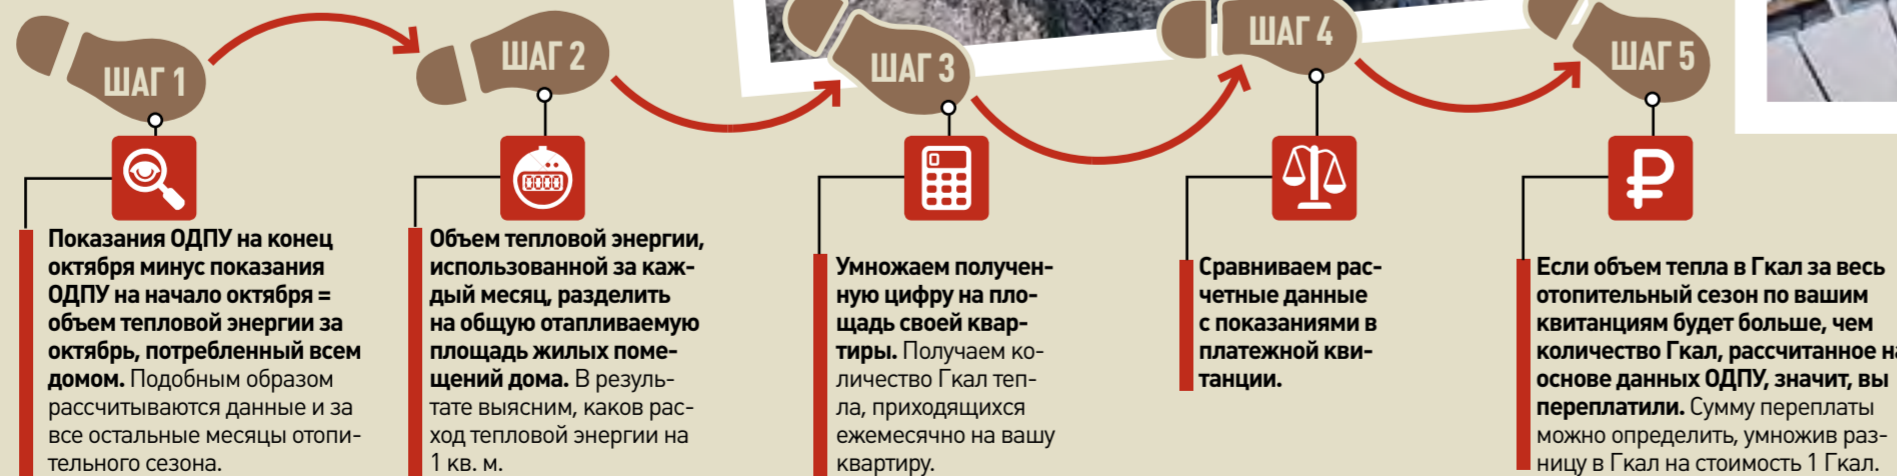 ШАГ 1
Показания ОДПУ на конец
октября минус показания
ОДПУ на начало октября =
объем тепловой энергии за
октябрь, потребленный всем
домом. Подобным образом
рассчитываются данные и за
все остальные месяцы отопи-
тельного сезона.
ШАГ 2
0000
Объем тепловой энергии,
использованной за каж-
дый месяц, разделить
на общую отапливаемую
площадь жилых поме-
щений дома. В резуль-
тате выясним, каков рас-
ход тепловой энергии на
1 кв. м.
ШАГ 3
0
Умножаем получен-
ную цифру на пло-
щадь своей квар-
тиры. Получаем ко-
личество Гкал теп-
ла, приходящихся
ежемесячно на вашу
квартиру.
ШАГ 4
Сравниваем рас-
четные данные
с показаниями в
платежной кви-
танции.
ШАГ 5
₽
Если объем тепла в Гкал за весь
отопительный сезон по вашим
квитанциям будет больше, чем
количество Гкал, рассчитанное на
основе данных ОДПУ, значит, вы
переплатили. Сумму переплаты
можно определить, умножив раз-
ницу в Гкал на стоимость 1 Гкал.